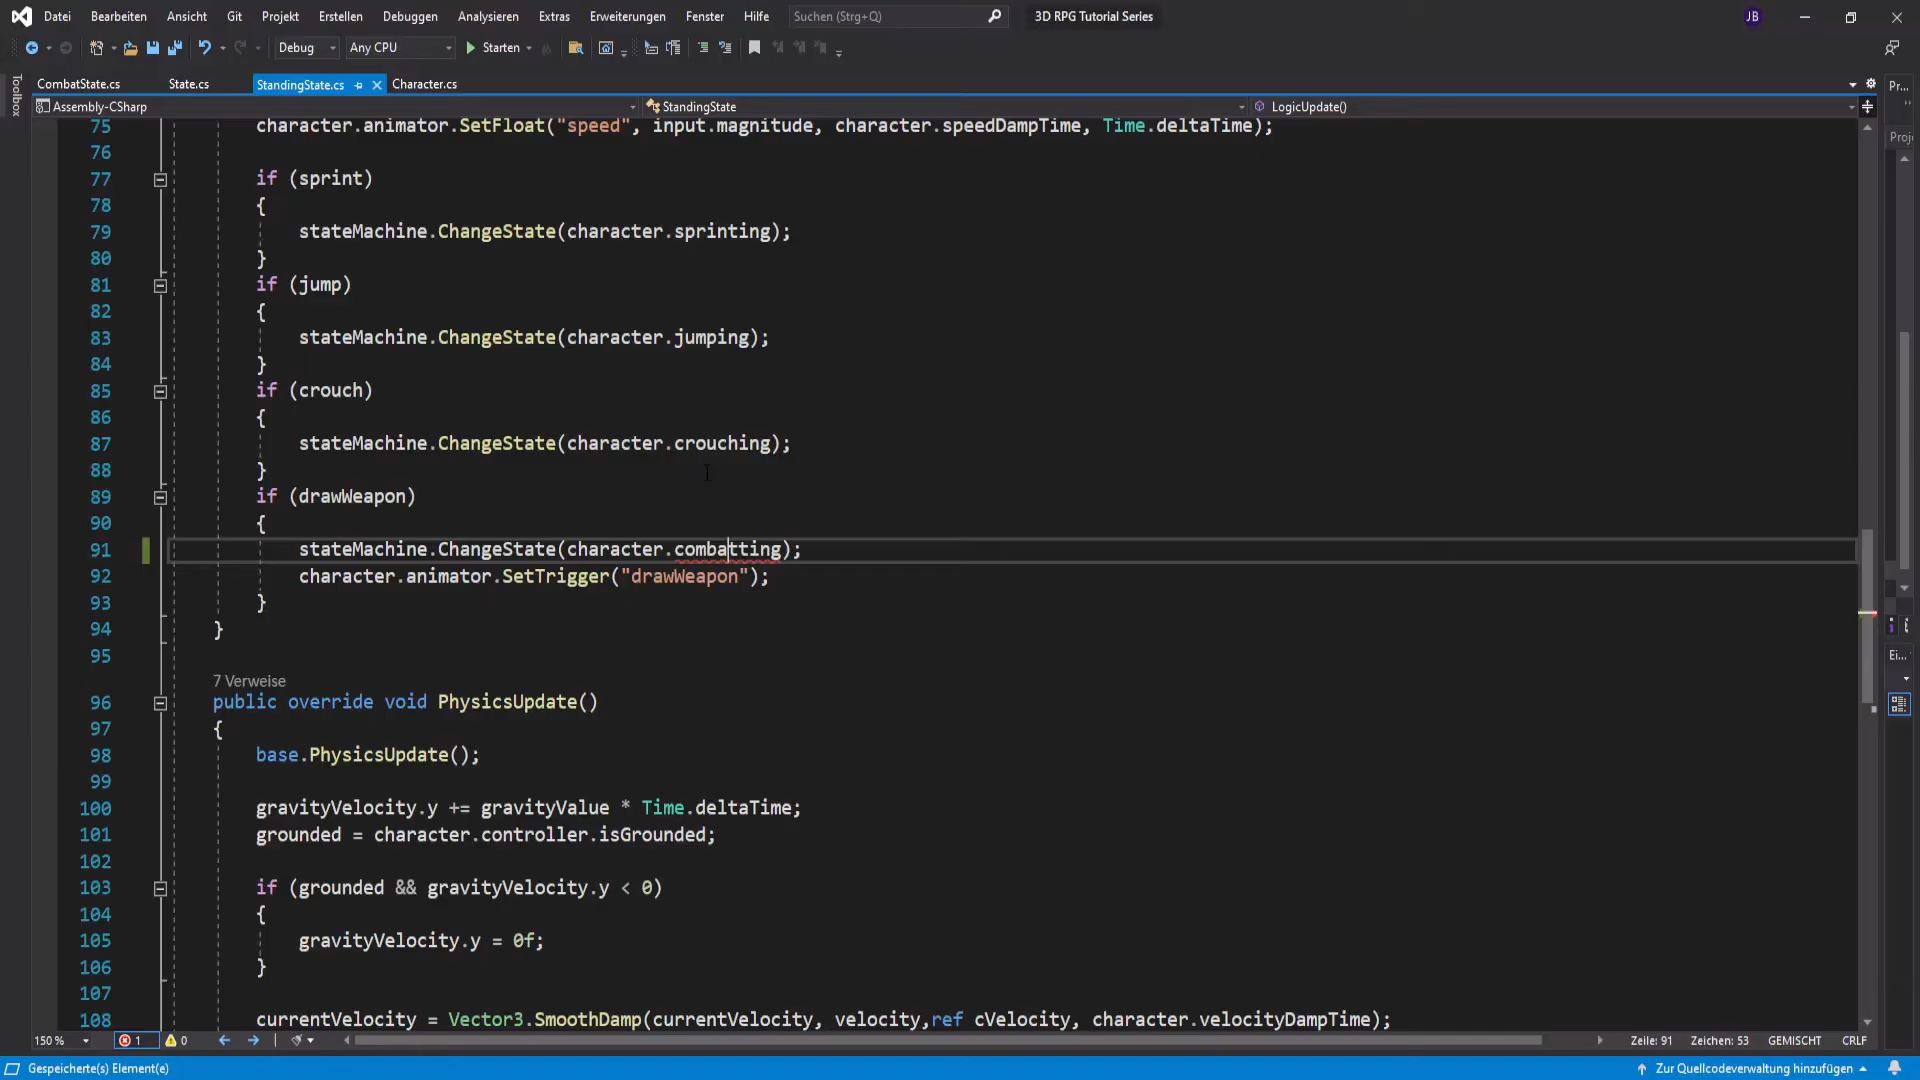 Datei Bearbeiten Ansicht Git Projekt Erstellen Debuggen Analysieren Extras Erweiterungen Fenster Hilfe Suchen (Strg+Q) 3D RPG Tutorial Series JB
Debug Any CPU Starten
Toolbox
CombatState.cs State.cs StandingState.cs Character.cs Pr...
Assembly-CSharp StandingState LogicUpdate()
75 character.animator.SetFloat("speed", input.magnitude, character.speedDampTime, Time.deltaTime);
76
77 if (sprint)
78 {
79 stateMachine.ChangeState(character.sprinting);
80 }
81 if (jump)
82 {
83 stateMachine.ChangeState(character.jumping);
84 }
85 if (crouch)
86 {
87 stateMachine.ChangeState(character.crouching);
88 }
89 if (drawWeapon)
90 {
91 stateMachine.ChangeState(character.combatting);
92 character.animator.SetTrigger("drawWeapon");
93 }
94 }
95
7 Verweise
96 public override void PhysicsUpdate()
97 {
98 base.PhysicsUpdate();
99
100 gravityVelocity.y += gravityValue * Time.deltaTime;
101 grounded = character.controller.isGrounded;
102
103 if (grounded && gravityVelocity.y < 0)
104 {
105 gravityVelocity.y = 0f;
106 }
107
108 currentVelocity = Vector3.SmoothDamp(currentVelocity, velocity,ref cVelocity, character.velocityDampTime);
Proj
Ei...
150 % 1 0 Zeile: 91 Zeichen: 53 GEMISCHT CRLF
Gespeicherte(s) Element(e) Zur Quellcodeverwaltung hinzufügen